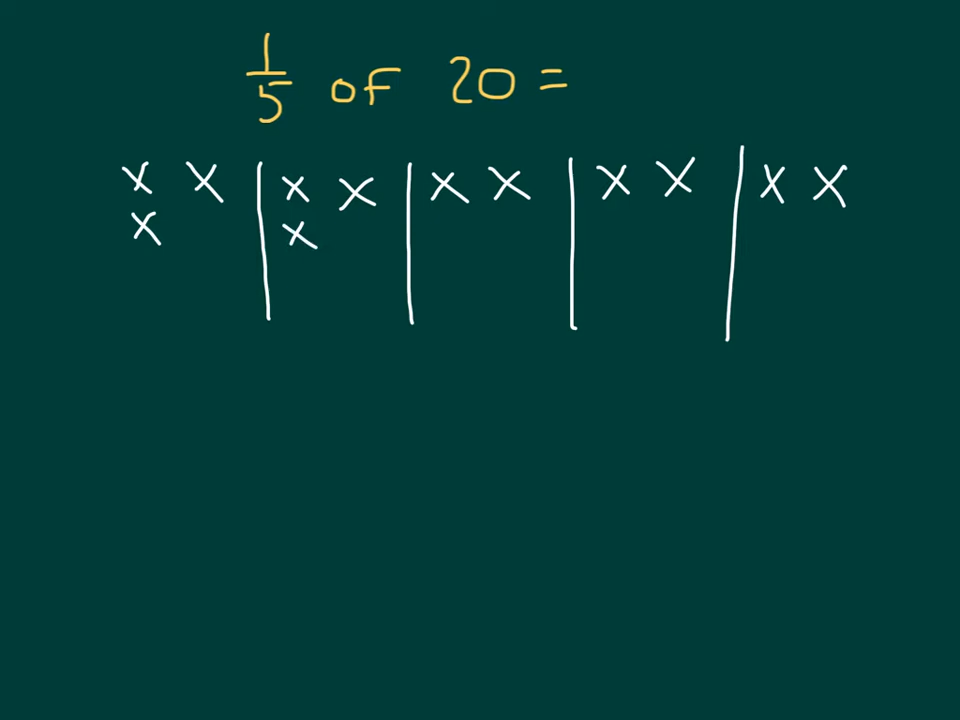 1/5 of 20 =
x x | x x | x x | x x | x x
x x